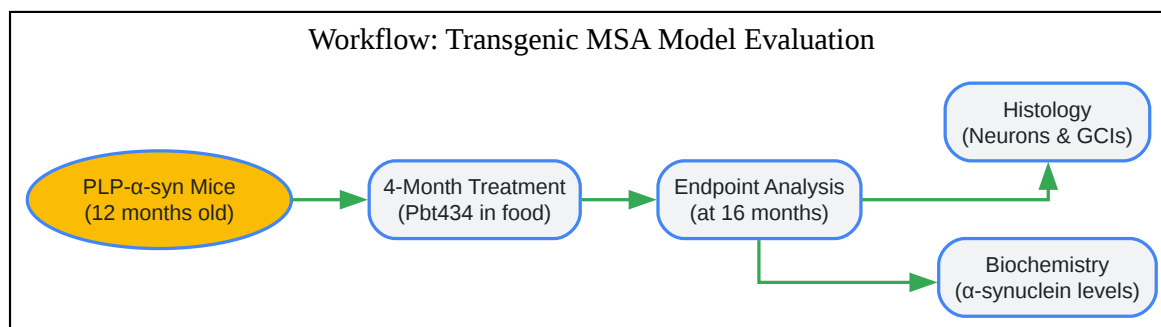 Workflow: Transgenic MSA Model Evaluation
PLP-α-syn Mice
(12 months old)
4-Month Treatment
(Pbt434 in food)
Endpoint Analysis
(at 16 months)
Histology
(Neurons & GCIs)
Biochemistry
(α-synuclein levels)